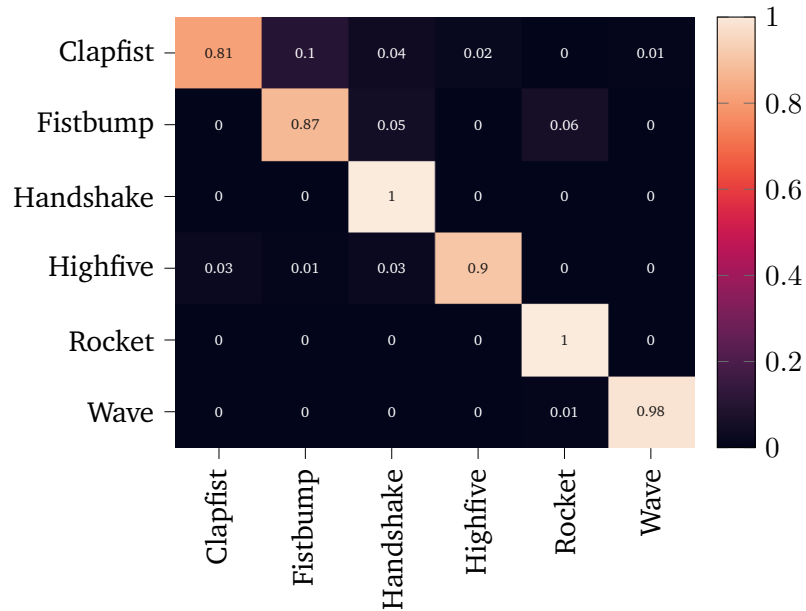 Clapfist 0.81 0.1 0.04 0.02 0 0.01
Fistbump 0 0.87 0.05 0 0.06 0
Handshake 0 0 1 0 0 0
Highfive 0.03 0.01 0.03 0.9 0 0
Rocket 0 0 0 0 1 0
Wave 0 0 0 0 0.01 0.98
Clapfist
Fistbump
Handshake
Highfive
Rocket
Wave
1
0.8
0.6
0.4
0.2
0